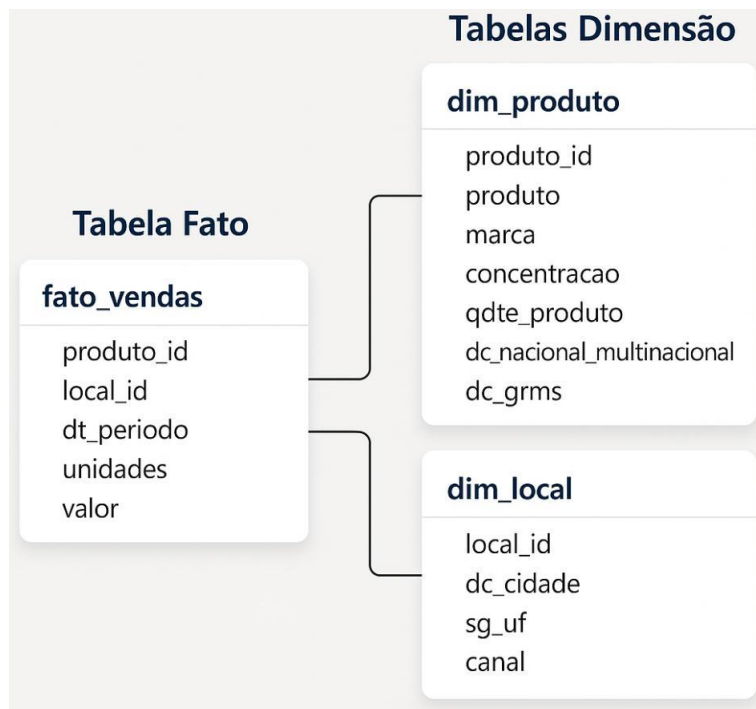 Tabela Fato
fato_vendas
produto_id
local_id
dt_periodo
unidades
valor
Tabelas Dimensão
dim_produto
produto_id
produto
marca
concentracao
qdte_produto
dc_nacional_multinacional
dc_grms
dim_local
local_id
dc_cidade
sg_uf
canal